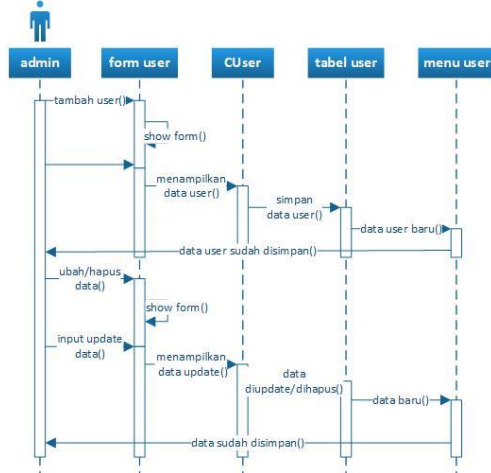 admin
form user
CUser
tabel user
menu user
tambah user()
show form()
menampilkan
data user()
simpan
data user()
data user baru()
data user sudah disimpan()
ubah/hapus
data()
show form()
input update
data()
menampilkan
data update()
data
diupdate/dihapus()
data baru()
data sudah disimpan()